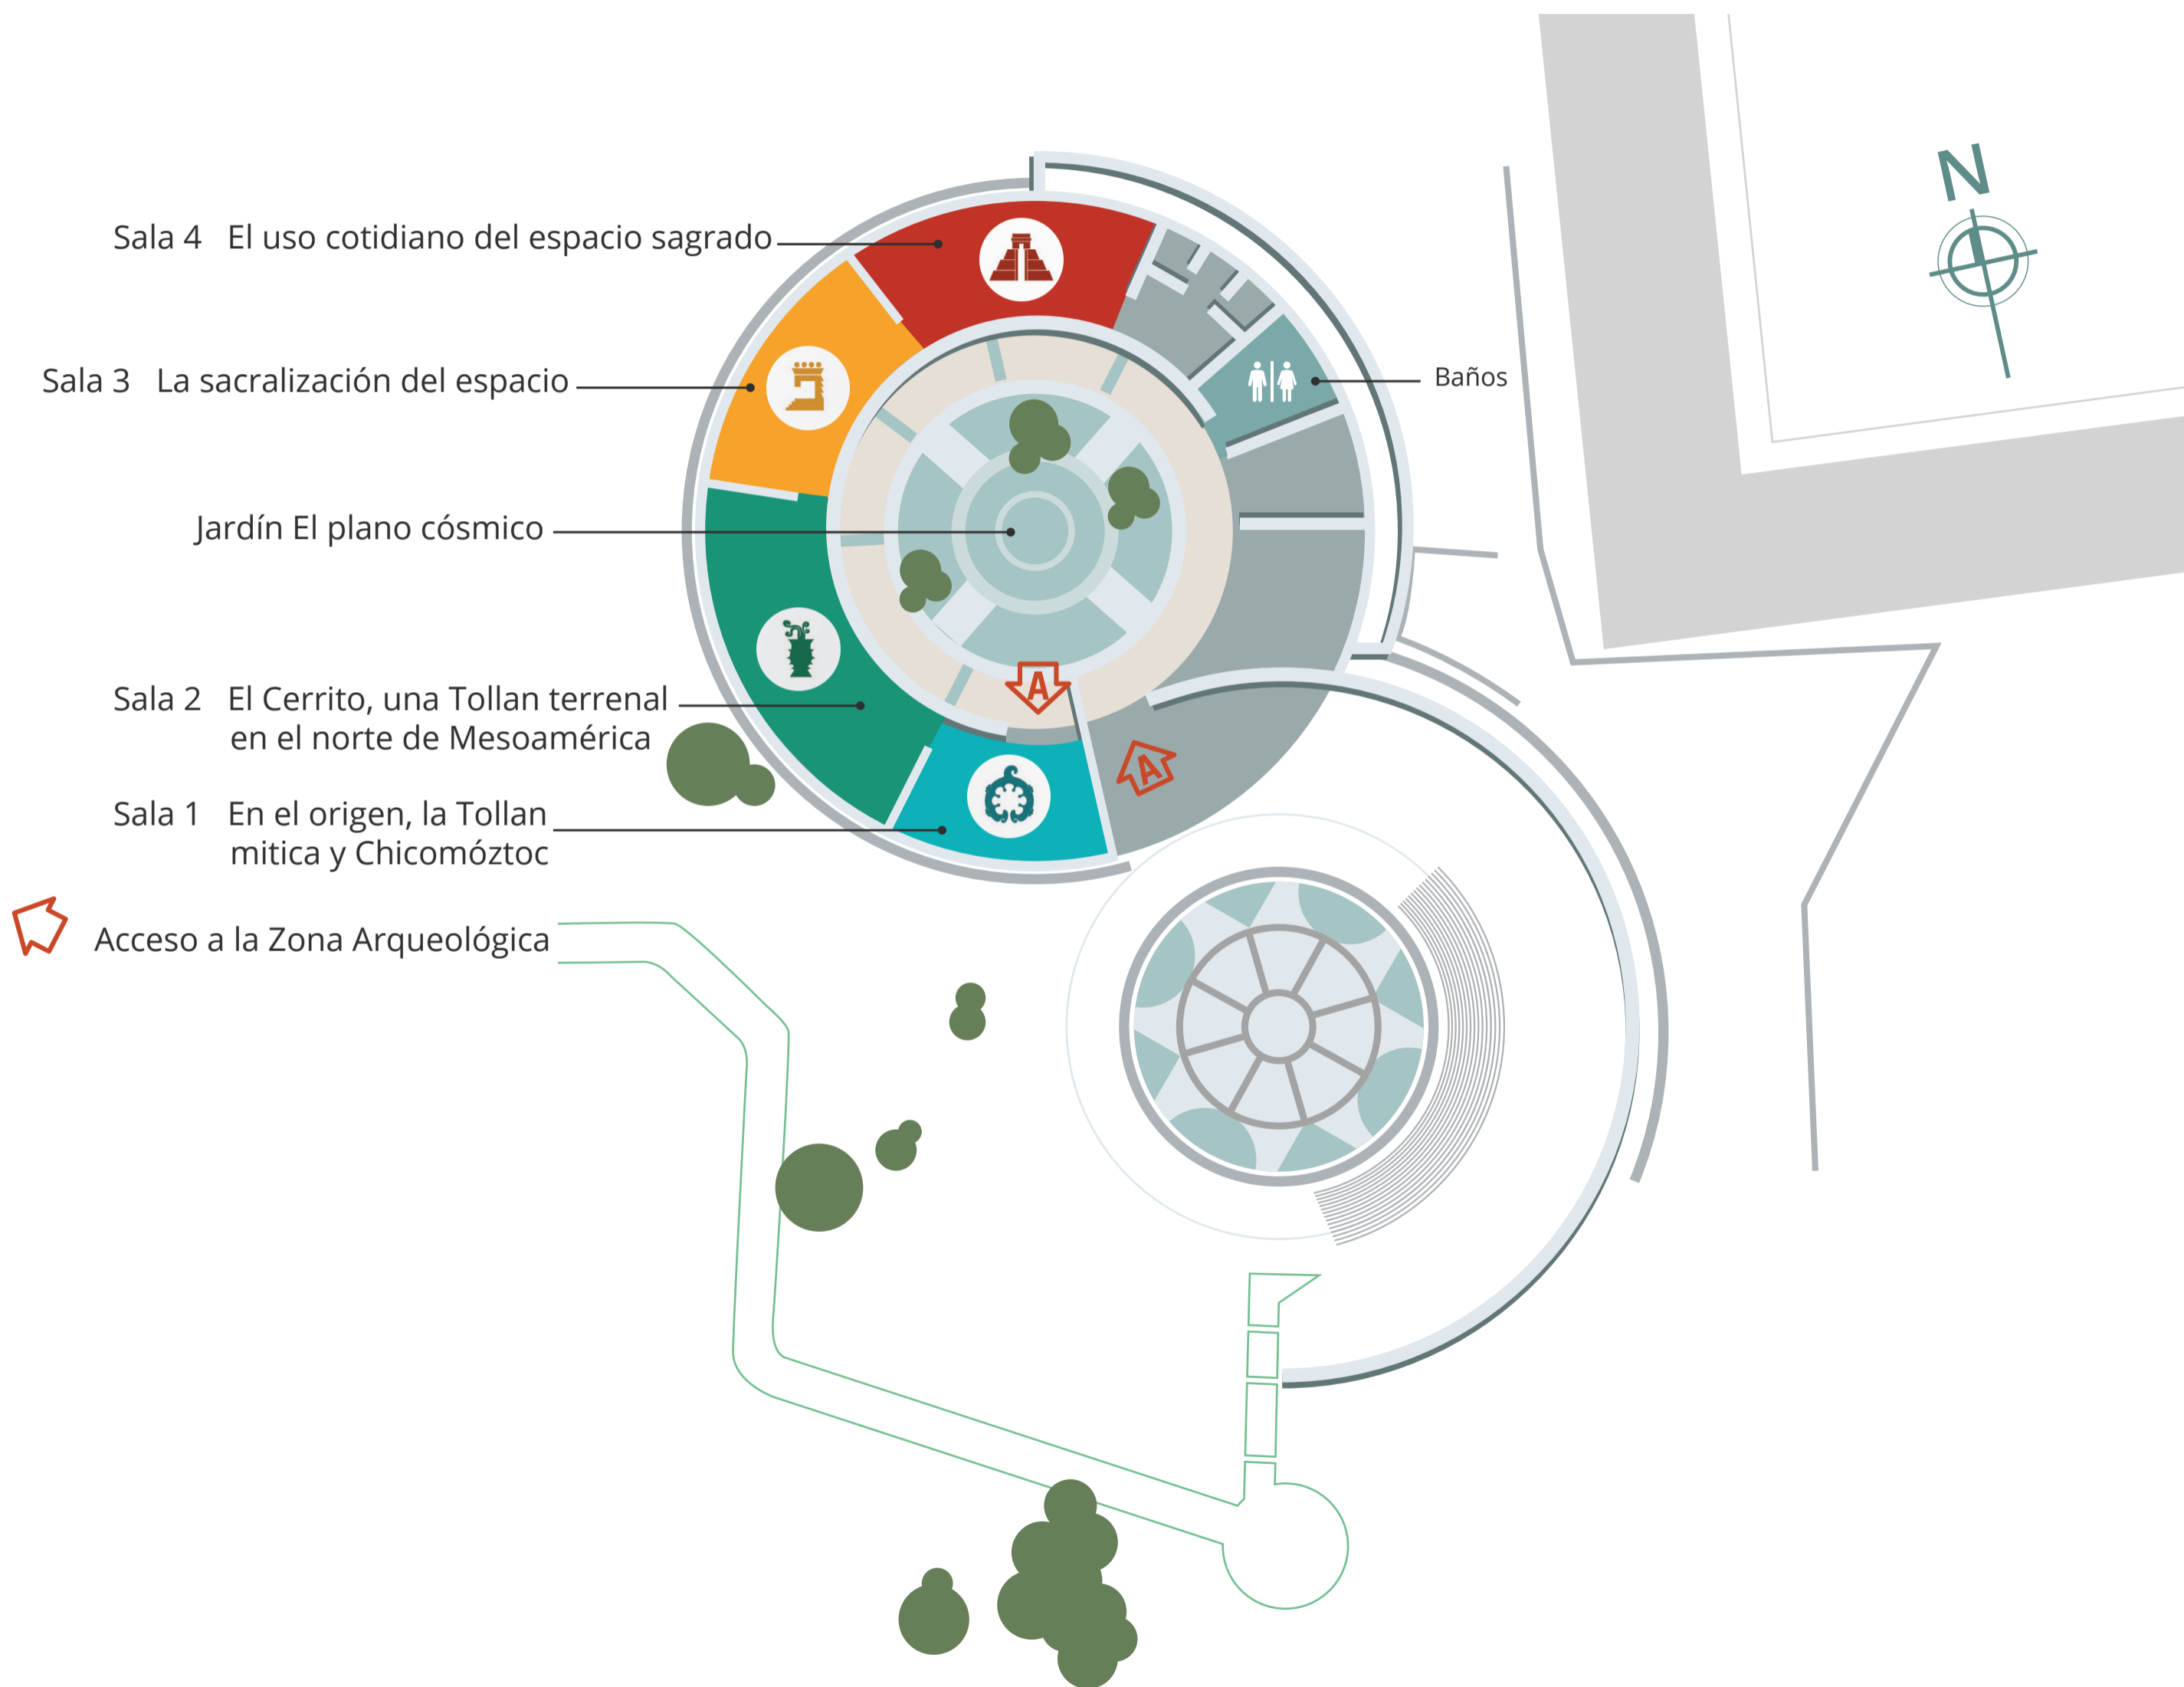 N
Sala 4 El uso cotidiano del espacio sagrado
Sala 3 La sacralización del espacio
Baños
Jardín El plano cósmico
A
Sala 2 El Cerrito, una Tollan terrenal
en el norte de Mesoamérica
A
Sala 1 En el origen, la Tollan
mitica y Chicomóztoc
Acceso a la Zona Arqueológica